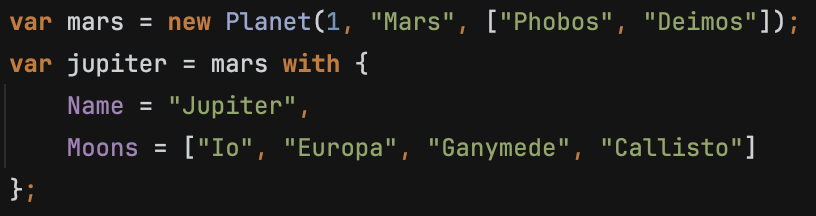 var mars = new Planet(1, "Mars", ["Phobos", "Deimos"]);
var jupiter = mars with {
    Name = "Jupiter",
    Moons = ["Io", "Europa", "Ganymede", "Callisto"]
};